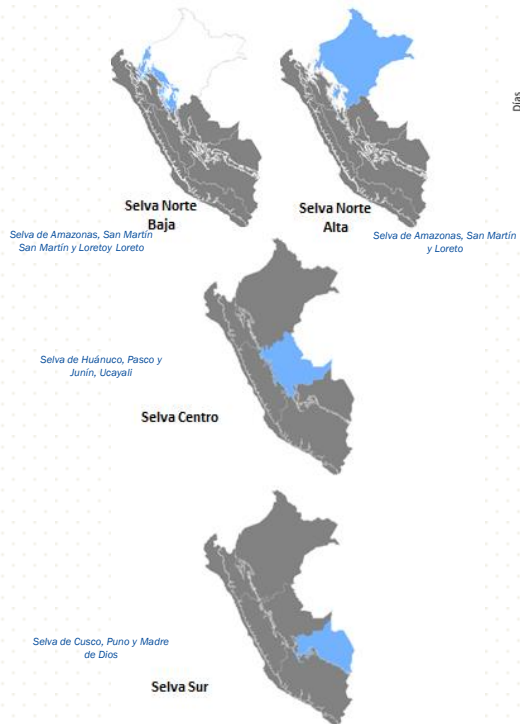 Días
Selva Norte
Baja
Selva Norte
Alta
Selva de Amazonas, San Martín
San Martín y Loretoy Loreto
Selva de Amazonas, San Martín
y Loreto
Selva de Huánuco, Pasco y
Junín, Ucayali
Selva Centro
Selva de Cusco, Puno y Madre
de Dios
Selva Sur